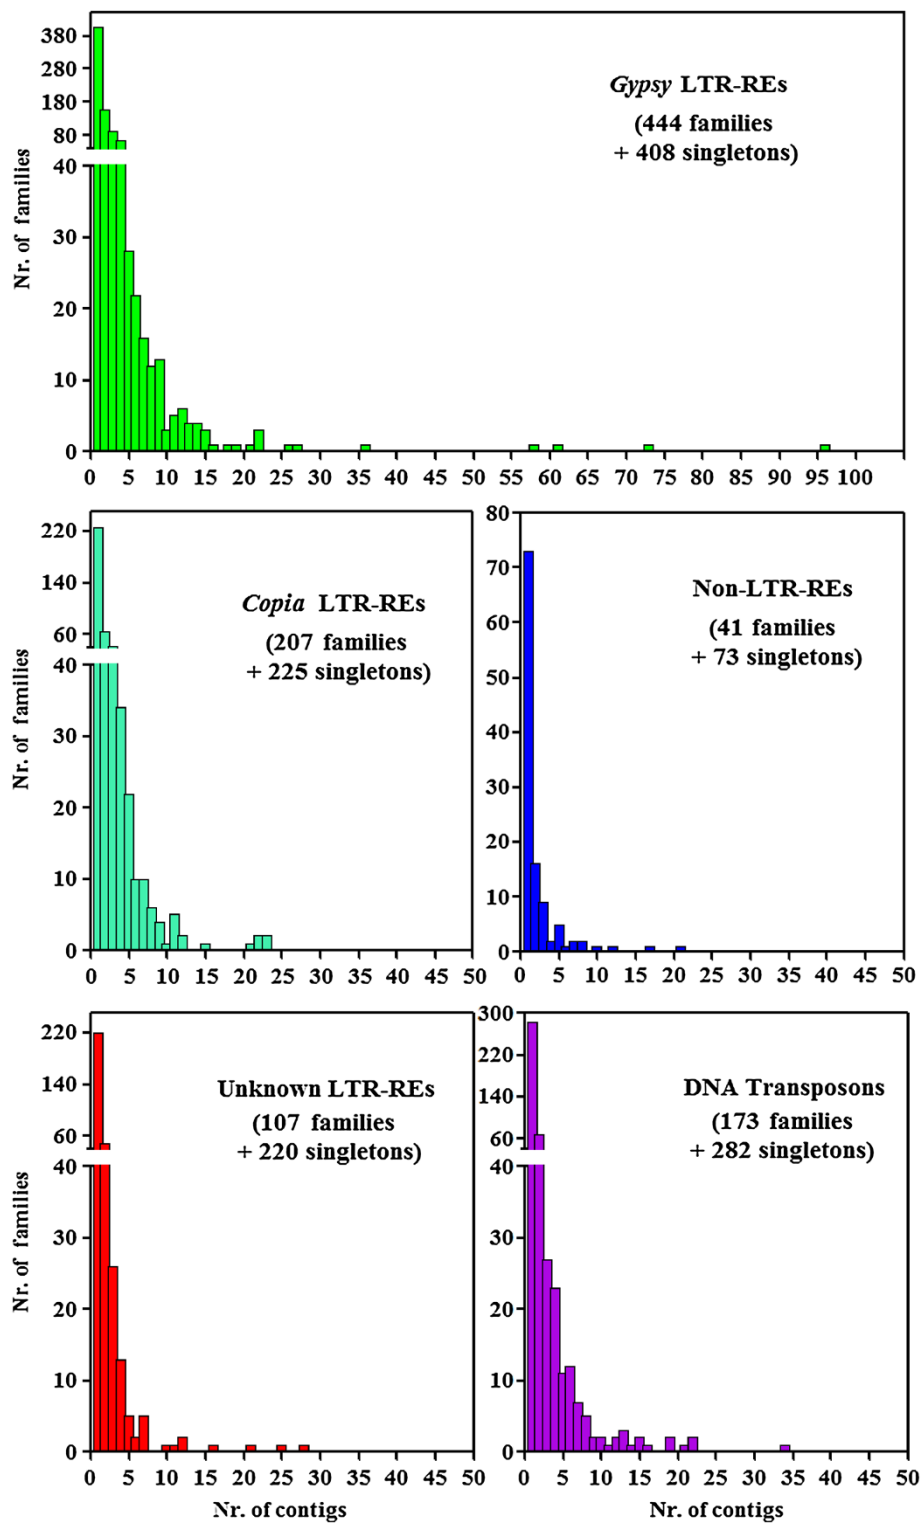 380
280
180
80
40
30
20
10
0
Nr. of families
Gypsy LTR-REs
(444 families
+ 408 singletons)
0 5 10 15 20 25 30 35 40 45 50 55 60 65 70 75 80 85 90 95 100
220
140
60
40
30
20
10
0
Nr. of families
Copia LTR-REs
(207 families
+ 225 singletons)
0 5 10 15 20 25 30 35 40 45 50
80
70
60
50
40
30
20
10
0
Non-LTR-REs
(41 families
+ 73 singletons)
0 5 10 15 20 25 30 35 40 45 50
220
140
60
40
30
20
10
0
Nr. of families
Unknown LTR-REs
(107 families
+ 220 singletons)
0 5 10 15 20 25 30 35 40 45 50
Nr. of contigs
300
220
140
60
40
30
20
10
0
DNA Transposons
(173 families
+ 282 singletons)
0 5 10 15 20 25 30 35 40 45 50
Nr. of contigs